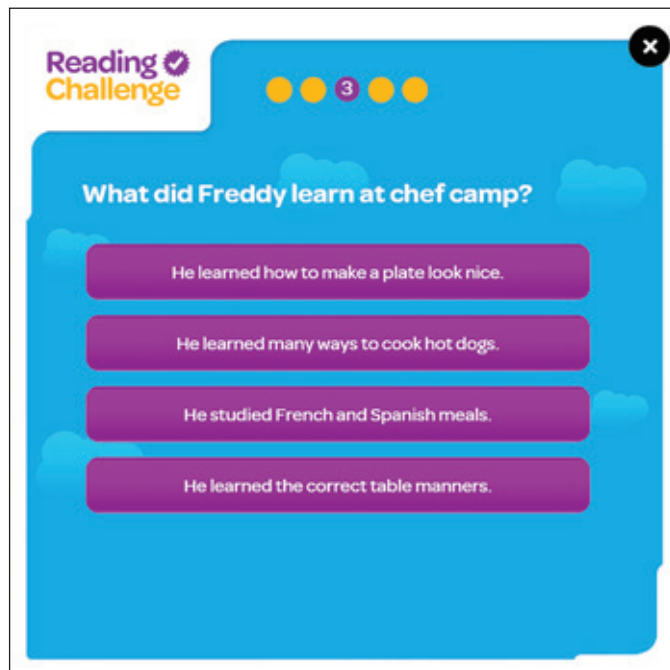 Reading
Challenge
3
What did Freddy learn at chef camp?
He learned how to make a plate look nice.
He learned many ways to cook hot dogs.
He studied French and Spanish meals.
He learned the correct table manners.